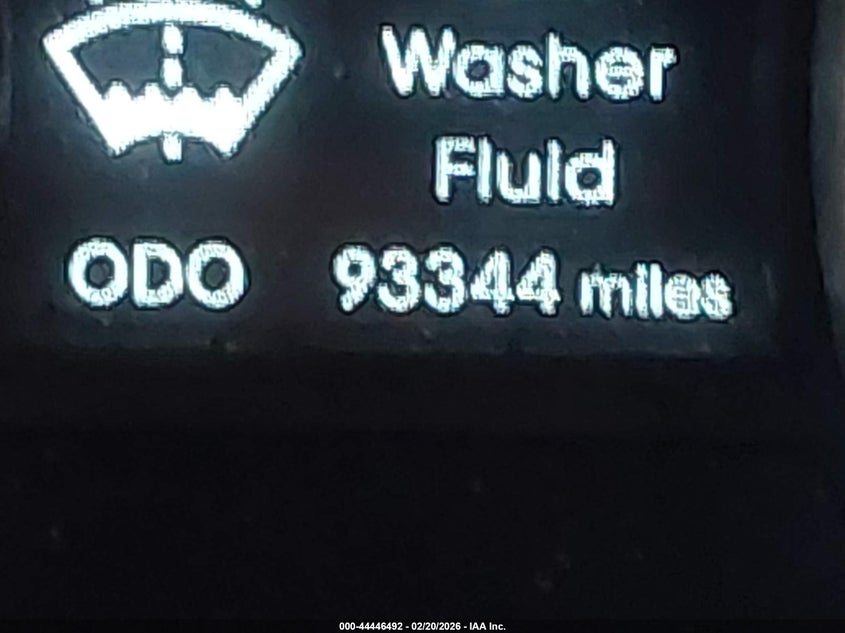 Washer
Fluid
ODO 93344 miles
000-44446492 - 02/20/2026 - IAA Inc.